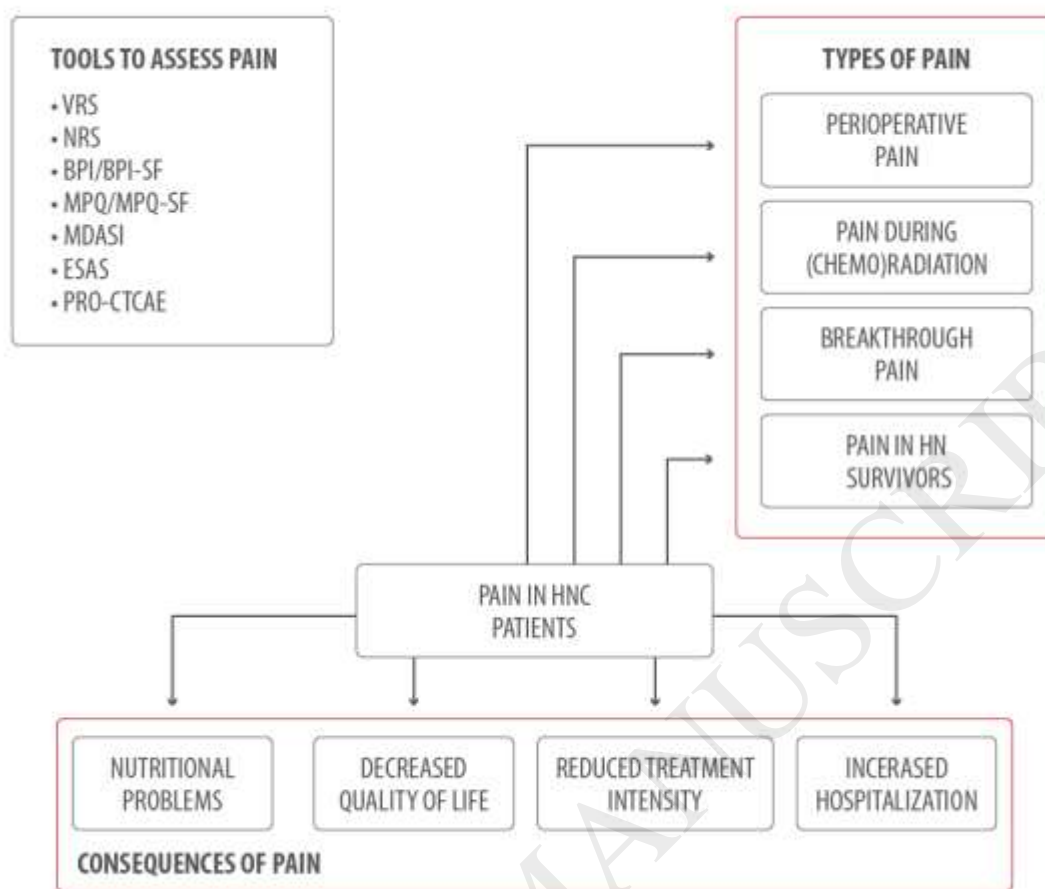 TOOLS TO ASSESS PAIN
• VRS
• NRS
• BPI/BPI-SF
• MPQ/MPQ-SF
• MDASI
• ESAS
• PRO-CTCAE
TYPES OF PAIN
PERIOPERATIVE
PAIN
PAIN DURING
(CHEMO)RADIATION
BREAKTHROUGH
PAIN
PAIN IN HN
SURVIVORS
PAIN IN HNC
PATIENTS
NUTRITIONAL
PROBLEMS
DECREASED
QUALITY OF LIFE
REDUCED TREATMENT
INTENSITY
INCERASED
HOSPITALIZATION
CONSEQUENCES OF PAIN